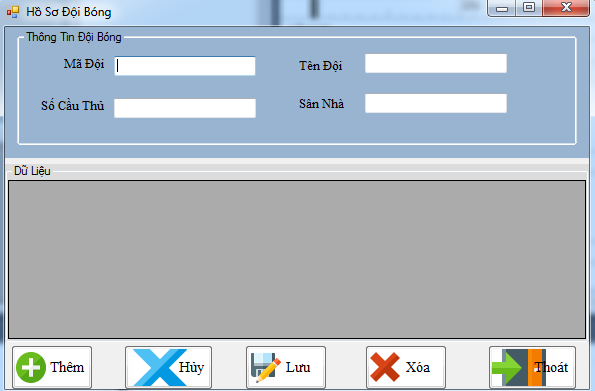 Hồ Sơ Đội Bóng
Thông Tin Đội Bóng
Mã Đội
Tên Đội
Số Cầu Thủ
Sân Nhà
Dữ Liệu
Thêm
Hủy
Lưu
Xóa
Thoát